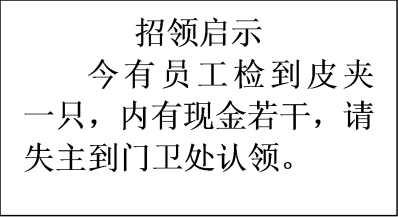 招领启示
今有员工检到皮夹
一只，内有现金若干，请
失主到门卫处认领。